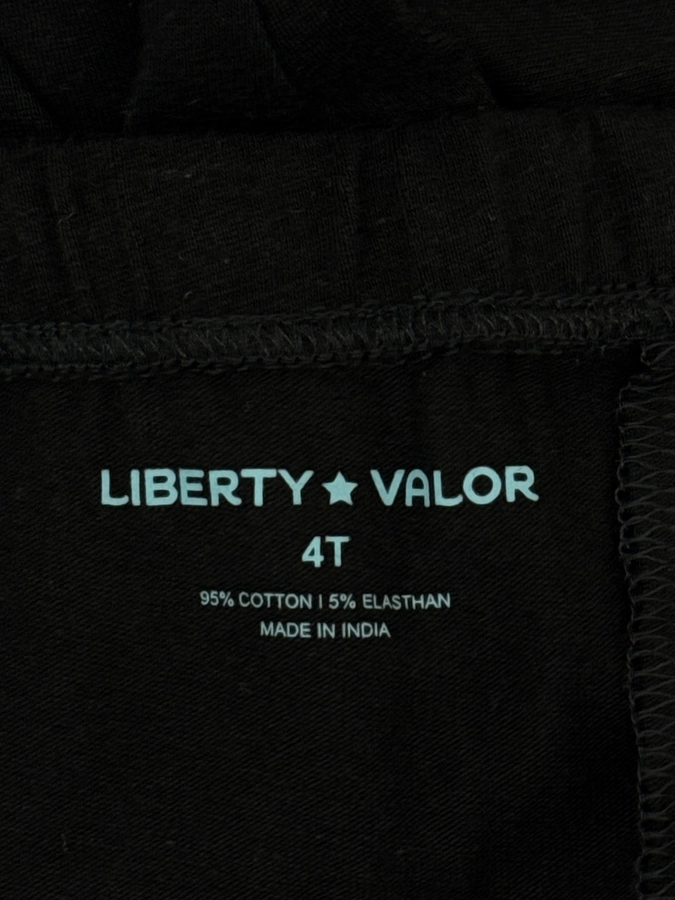 LIBERTY★VALOR
4T
95% COTTON I 5% ELASTHAN
MADE IN INDIA